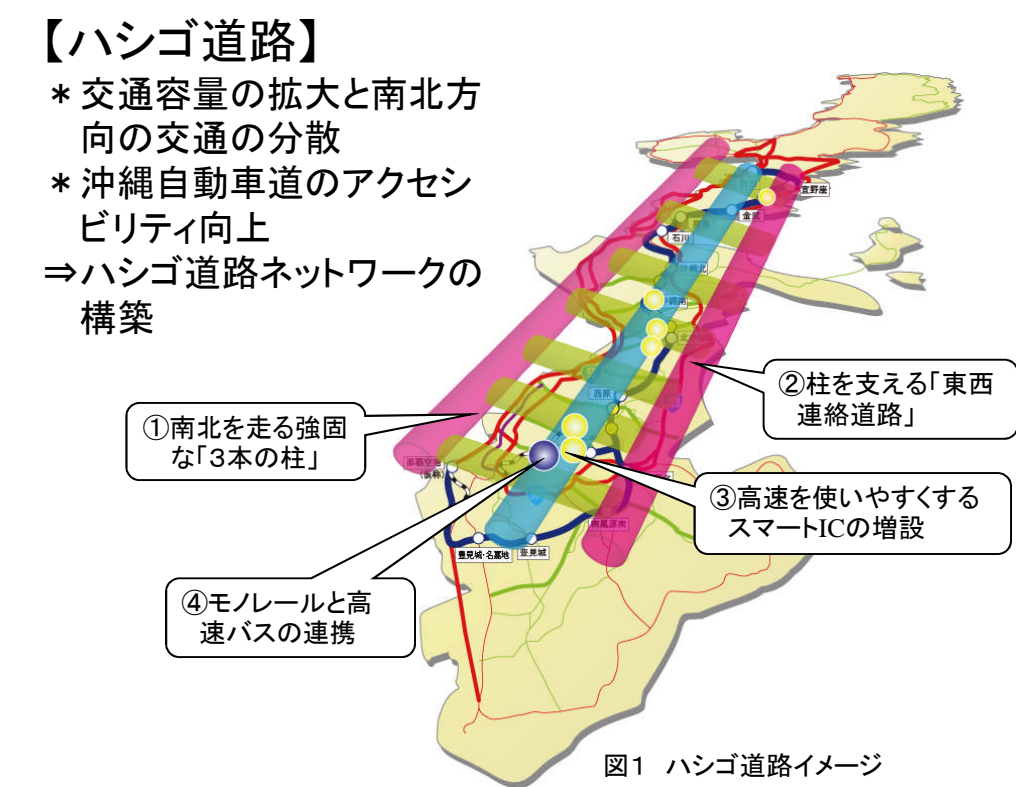 【ハシゴ道路】
＊交通容量の拡大と南北方
向の交通の分散
＊沖縄自動車道のアクセシ
ビリティ向上
⇒ハシゴ道路ネットワークの
構築
宜野座
金武
石川
沖縄北
沖縄南
②柱を支える「東西
連絡道路」
西原
①南北を走る強固
な「３本の柱」
那覇空港
(仮称)
③高速を使いやすくする
スマートICの増設
南風原南
豊見城・名嘉地
豊見城
④モノレールと高
速バスの連携
図１　ハシゴ道路イメージ